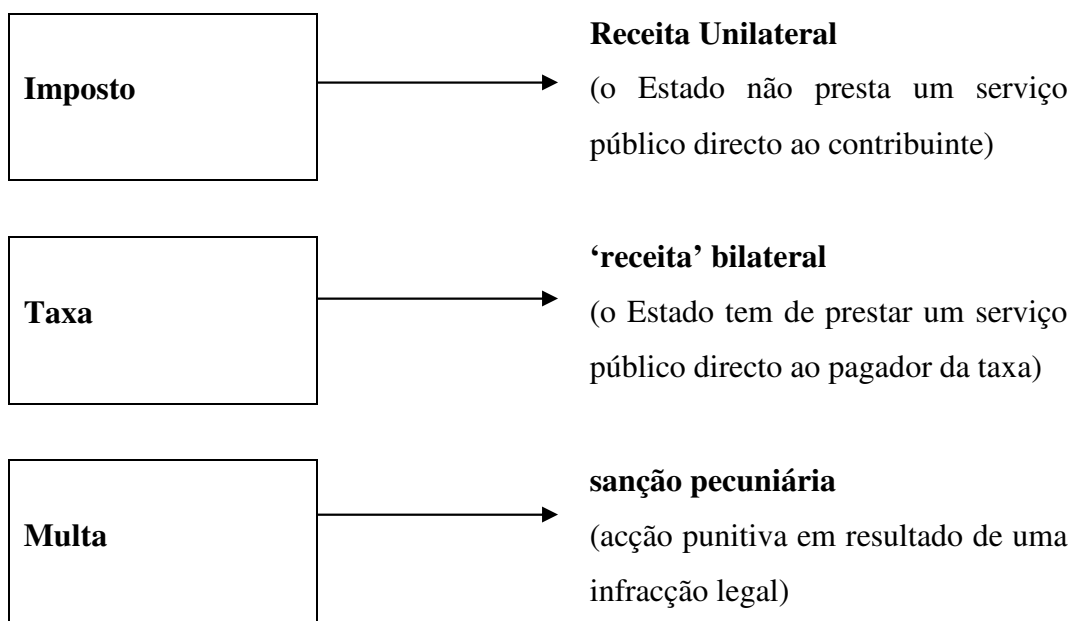 Imposto
Receita Unilateral
(o Estado não presta um serviço
público directo ao contribuinte)
Taxa
‘receita’ bilateral
(o Estado tem de prestar um serviço
público directo ao pagador da taxa)
Multa
sanção pecuniária
(acção punitiva em resultado de uma
infracção legal)